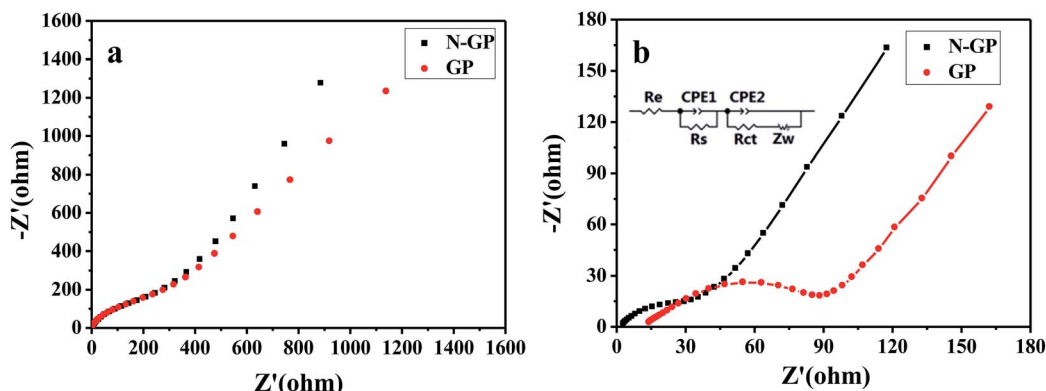 a
N-GP
GP
-Z'(ohm)
1600
1400
1200
1000
800
600
400
200
0
0 200 400 600 800 1000 1200 1400 1600
Z'(ohm)
b
N-GP
GP
Re CPE1 CPE2
Rs Rct Zw
-Z'(ohm)
180
150
120
90
60
30
0
0 30 60 90 120 150 180
Z'(ohm)